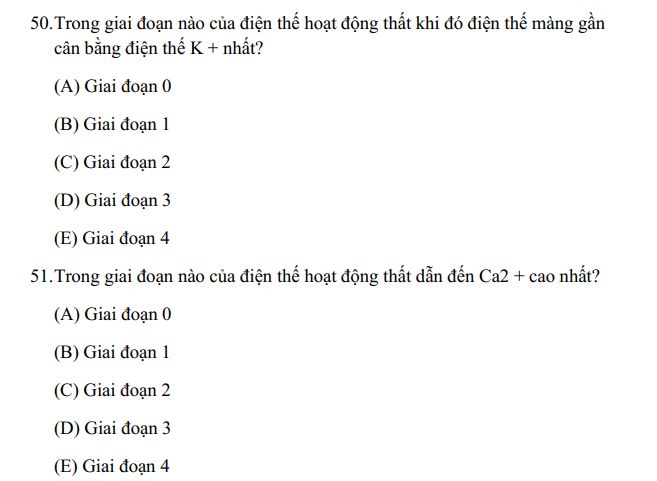 50.Trong giai đoạn nào của điện thế hoạt động thất khi đó điện thế màng gần
cân bằng điện thế K + nhất?
(A) Giai đoạn 0
(B) Giai đoạn 1
(C) Giai đoạn 2
(D) Giai đoạn 3
(E) Giai đoạn 4
51.Trong giai đoạn nào của điện thế hoạt động thất dẫn đến Ca2 + cao nhất?
(A) Giai đoạn 0
(B) Giai đoạn 1
(C) Giai đoạn 2
(D) Giai đoạn 3
(E) Giai đoạn 4